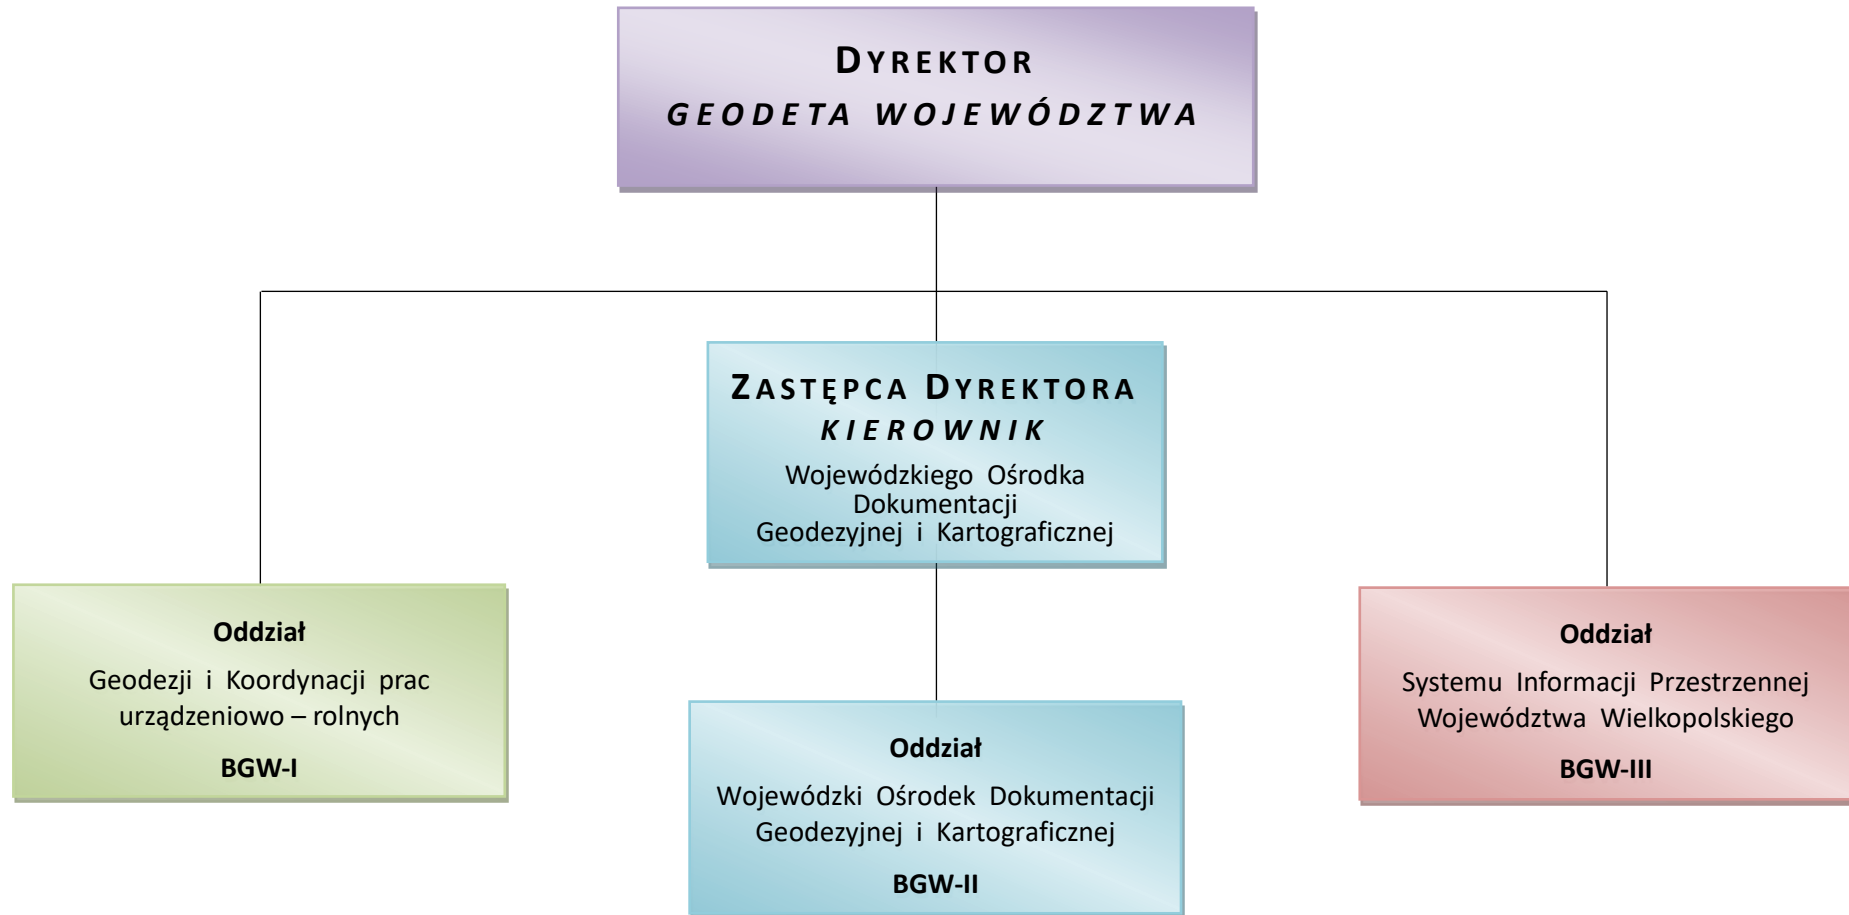 DYREKTOR
GEODETA WOJEWÓDZTWA
ZASTĘPCA DYREKTORA
KIEROWNIK
Wojewódzkiego Ośrodka
Dokumentacji
Geodezyjnej i Kartograficznej
Oddział
Geodezji i Koordynacji prac
urządzeniowo – rolnych
BGW-I
Oddział
Wojewódzki Ośrodek Dokumentacji
Geodezyjnej i Kartograficznej
BGW-II
Oddział
Systemu Informacji Przestrzennej
Województwa Wielkopolskiego
BGW-III